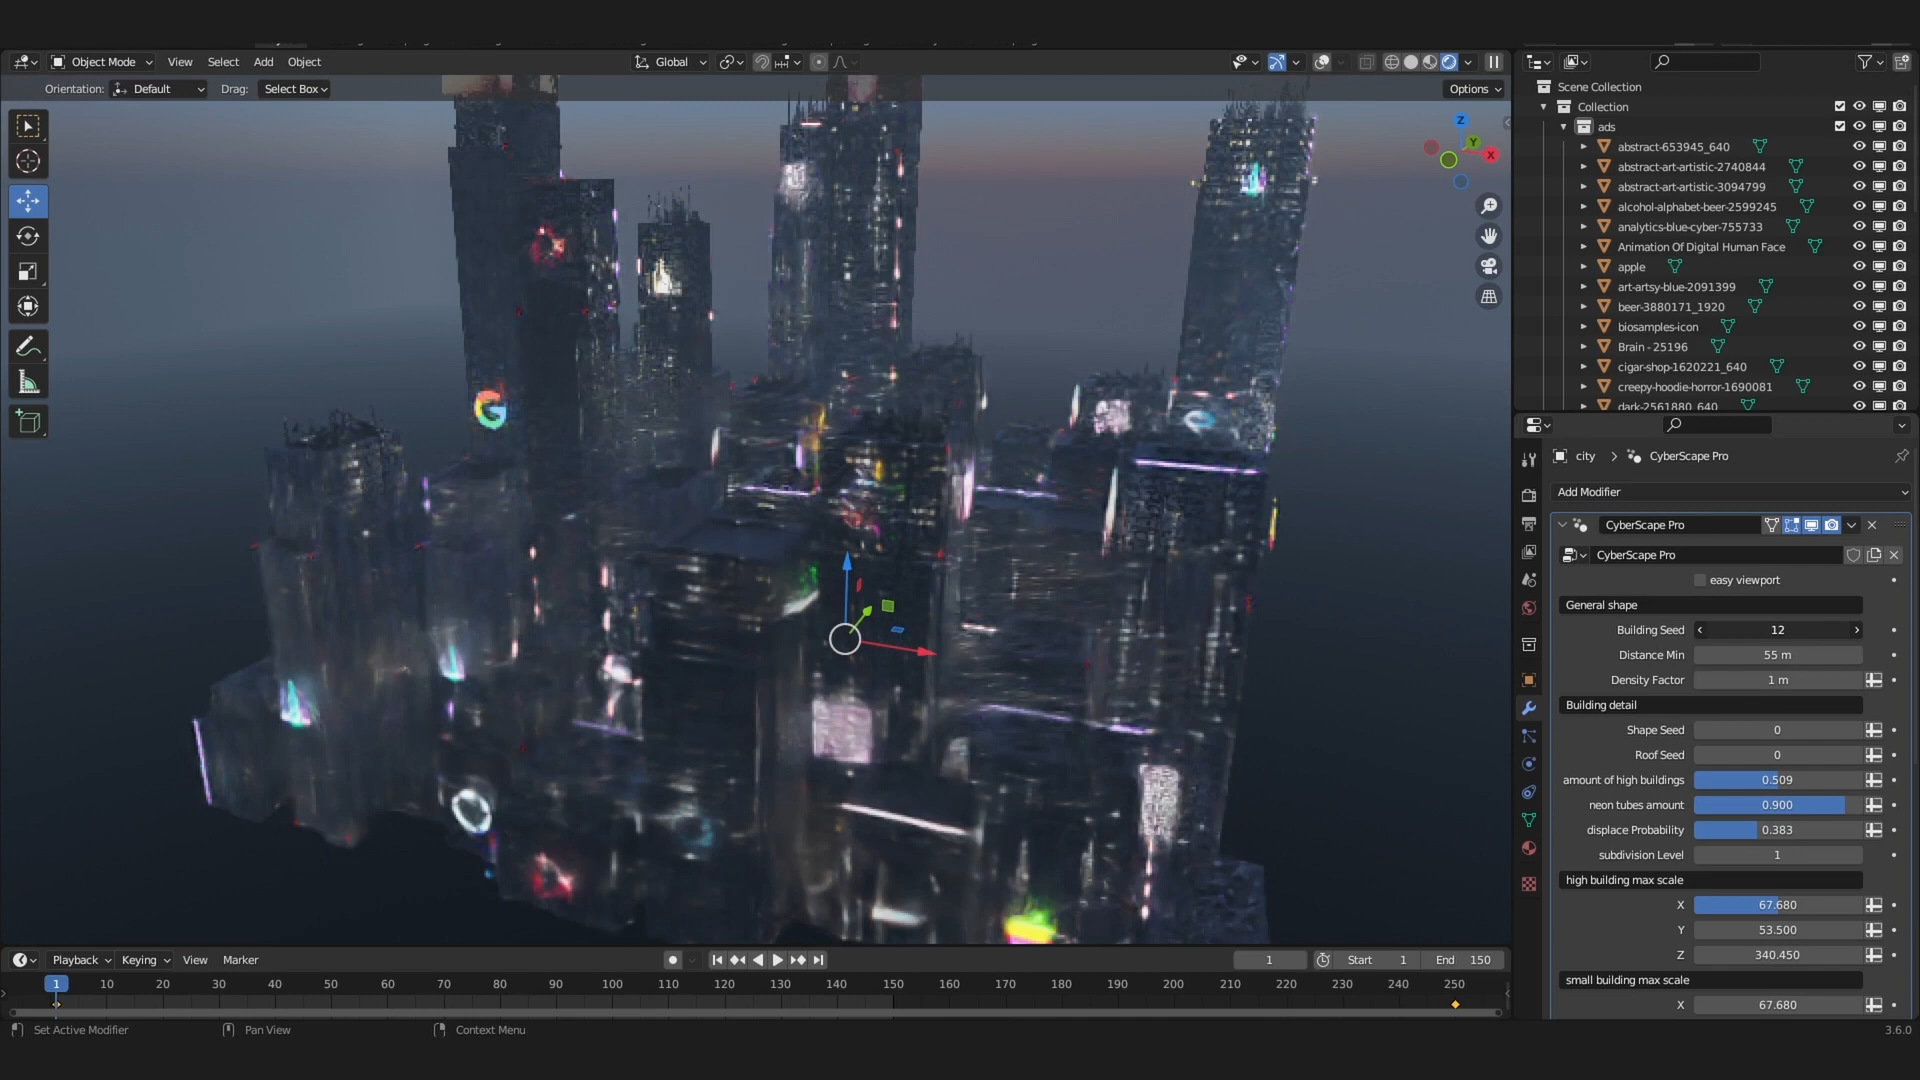 Object Mode View Select Add Object Global
Orientation: Default Drag: Select Box Options
Z
Y
X
Scene Collection
Collection
ads
abstract-653945_640
abstract-art-artistic-2740844
abstract-art-artistic-3094799
alcohol-alphabet-beer-2599245
analytics-blue-cyber-755733
Animation Of Digital Human Face
apple
art-artsy-blue-2091399
beer-3880171_1920
biosamples-icon
Brain - 25196
cigar-shop-1620221_640
creepy-hoodie-horror-1690081
dark-2561880_640
city > CyberScape Pro
Add Modifier
CyberScape Pro
CyberScape Pro
easy viewport
General shape
Building Seed 12
Distance Min 55 m
Density Factor 1 m
Building detail
Shape Seed 0
Roof Seed 0
amount of high buildings 0.509
neon tubes amount 0.900
displace Probability 0.383
subdivision Level 1
high building max scale
X 67.680
Y 53.500
Z 340.450
small building max scale
X 67.680
G
Playback Keying View Marker 1 Start 1 End 150
1 10 20 30 40 50 60 70 80 90 100 110 120 130 140 150 160 170 180 190 200 210 220 230 240 250
Set Active Modifier Pan View Context Menu 3.6.0